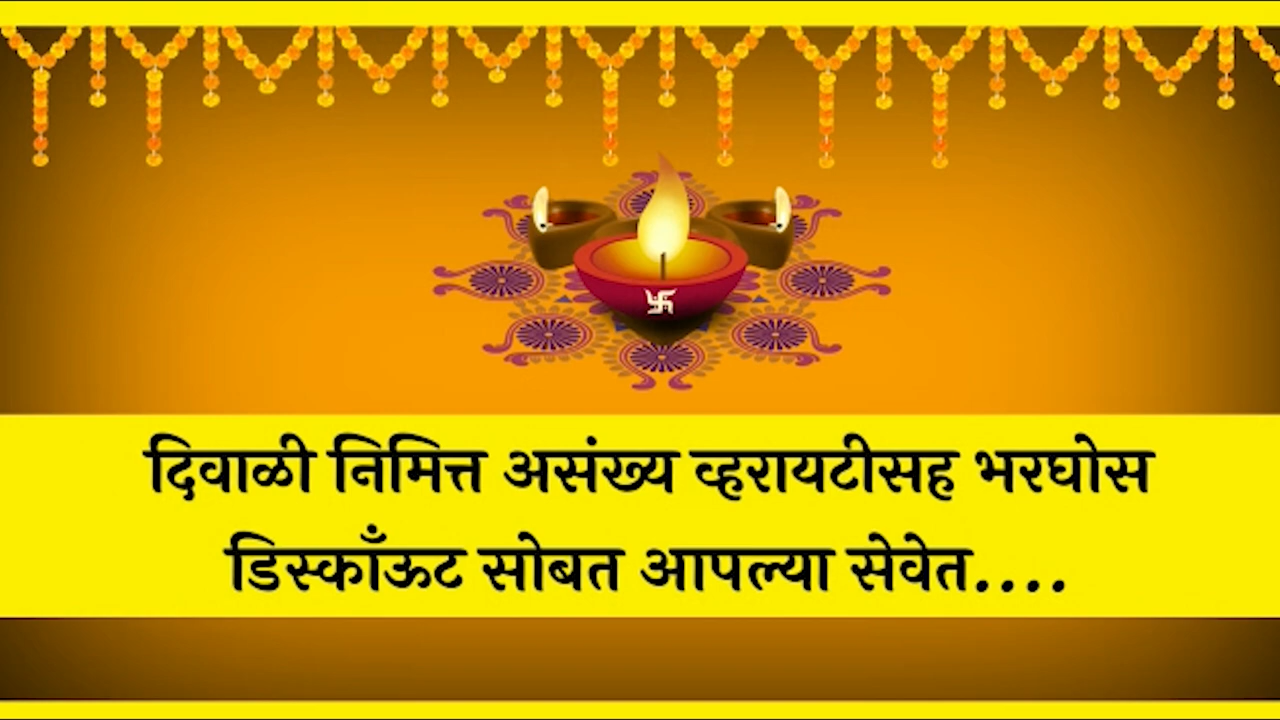 दिवाळी निमित्त असंख्य व्हरायटीसह भरघोस
डिस्काँऊट सोबत आपल्या सेवेत....